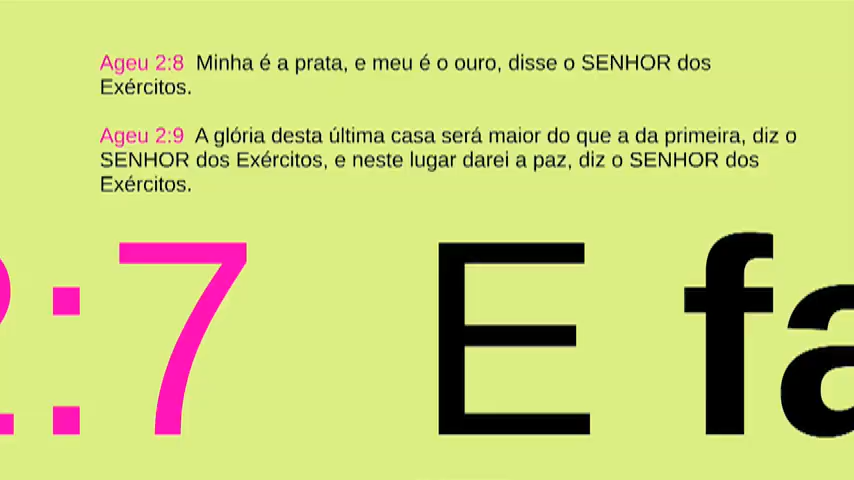 Ageu 2:8 Minha é a prata, e meu é o ouro, disse o SENHOR dos
Exércitos.
Ageu 2:9 A glória desta última casa será maior do que a da primeira, diz o
SENHOR dos Exércitos, e neste lugar darei a paz, diz o SENHOR dos
Exércitos.
2:7 E fa